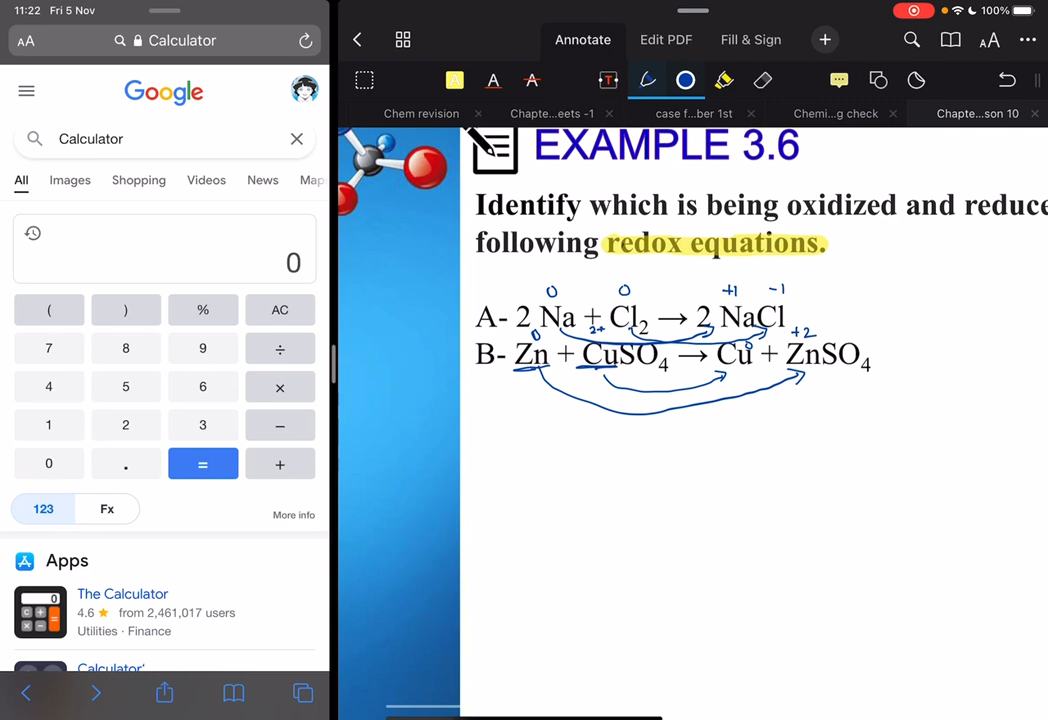 11:22 Fri 5 Nov
100%
AA Calculator
Google
Calculator
All Images Shopping Videos News Map
0
( ) % AC
7 8 9 ÷
4 5 6 ×
1 2 3 −
0 . = +
123 Fx
More info
Apps
The Calculator
4.6 ★ from 2,461,017 users
Utilities · Finance
Calculator'
Annotate Edit PDF Fill & Sign
AA
A A T
Chem revision
Chapte...eets -1
case f...ber 1st
Chemi...g check
Chapte...son 10
EXAMPLE 3.6
Identify which is being oxidized and reduce
following redox equations.
0 0 +1 -1
A- 2 Na + Cl₂ → 2 NaCl
0 2+ 0 +2
B- Zn + CuSO₄ → Cu + ZnSO₄